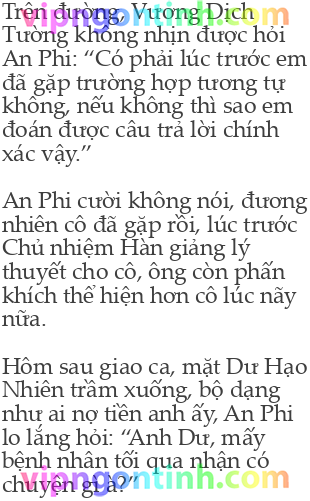 Trên đường, Vương Dịch
vipngontinh.com
Tường không nhịn được hỏi
An Phi: “Có phải lúc trước em
đã gặp trường hợp tương tự
không, nếu không thì sao em
đoán được câu trả lời chính
xác vậy.”
An Phi cười không nói, đương
nhiên cô đã gặp rồi, lúc trước
Chủ nhiệm Hàn giảng lý
thuyết cho cô, ông còn phấn
khích thể hiện hơn cô lúc nãy
nữa.
Hôm sau giao ca, mặt Dư Hạo
Nhiên trầm xuống, bộ dạng
như ai nợ tiền anh ấy, An Phi
lo lắng hỏi: “Anh Dư, mấy
bệnh nhân tối qua nhận có
chuyện gì à?”
vipngontinh.com